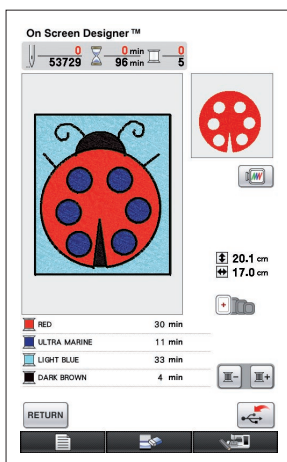 On Screen Designer™
0 0 min 0
53729 96 min 5
20.1 cm
17.0 cm
RED 30 min
ULTRA MARINE 11 min
LIGHT BLUE 33 min
DARK BROWN 4 min
RETURN